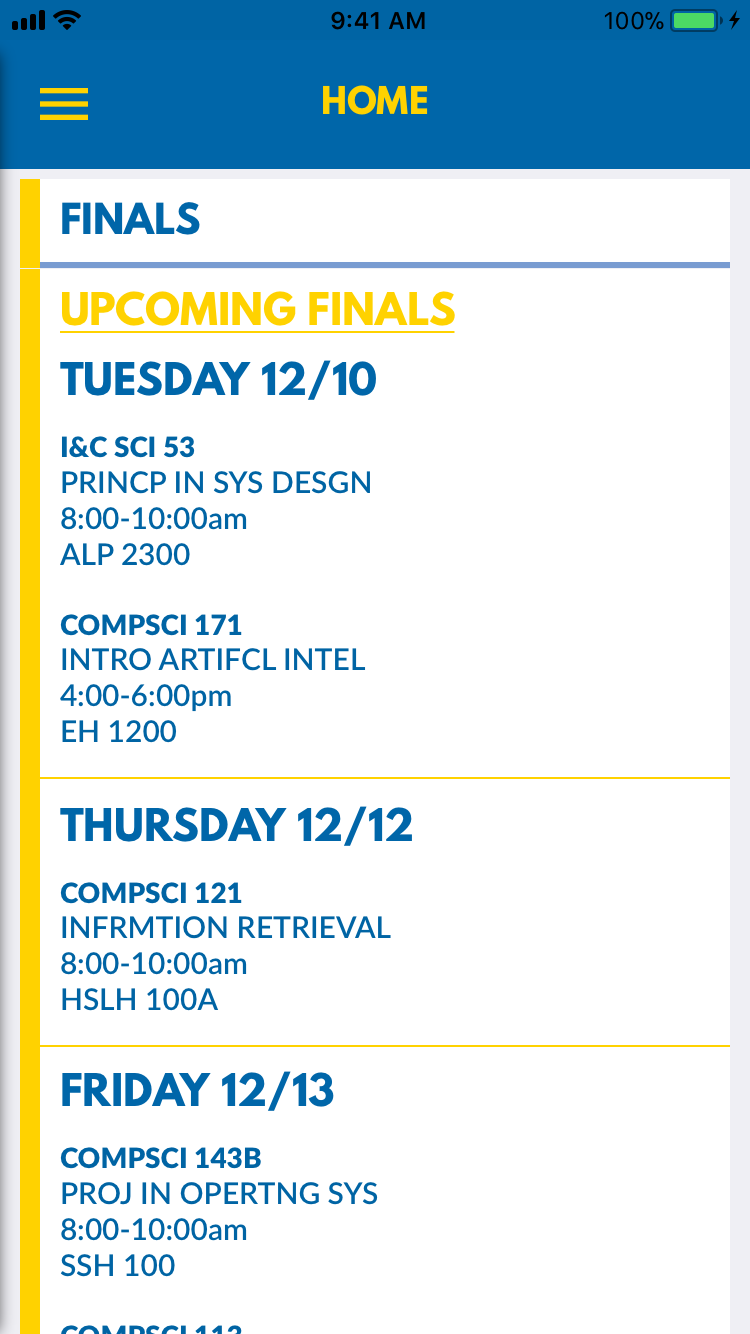 9:41 AM
100%
HOME
FINALS
UPCOMING FINALS
TUESDAY 12/10
I&C SCI 53
PRINCP IN SYS DESGN
8:00-10:00am
ALP 2300
COMPSCI 171
INTRO ARTIFCL INTEL
4:00-6:00pm
EH 1200
THURSDAY 12/12
COMPSCI 121
INFRMTION RETRIEVAL
8:00-10:00am
HSLH 100A
FRIDAY 12/13
COMPSCI 143B
PROJ IN OPERTNG SYS
8:00-10:00am
SSH 100
COMPSCI